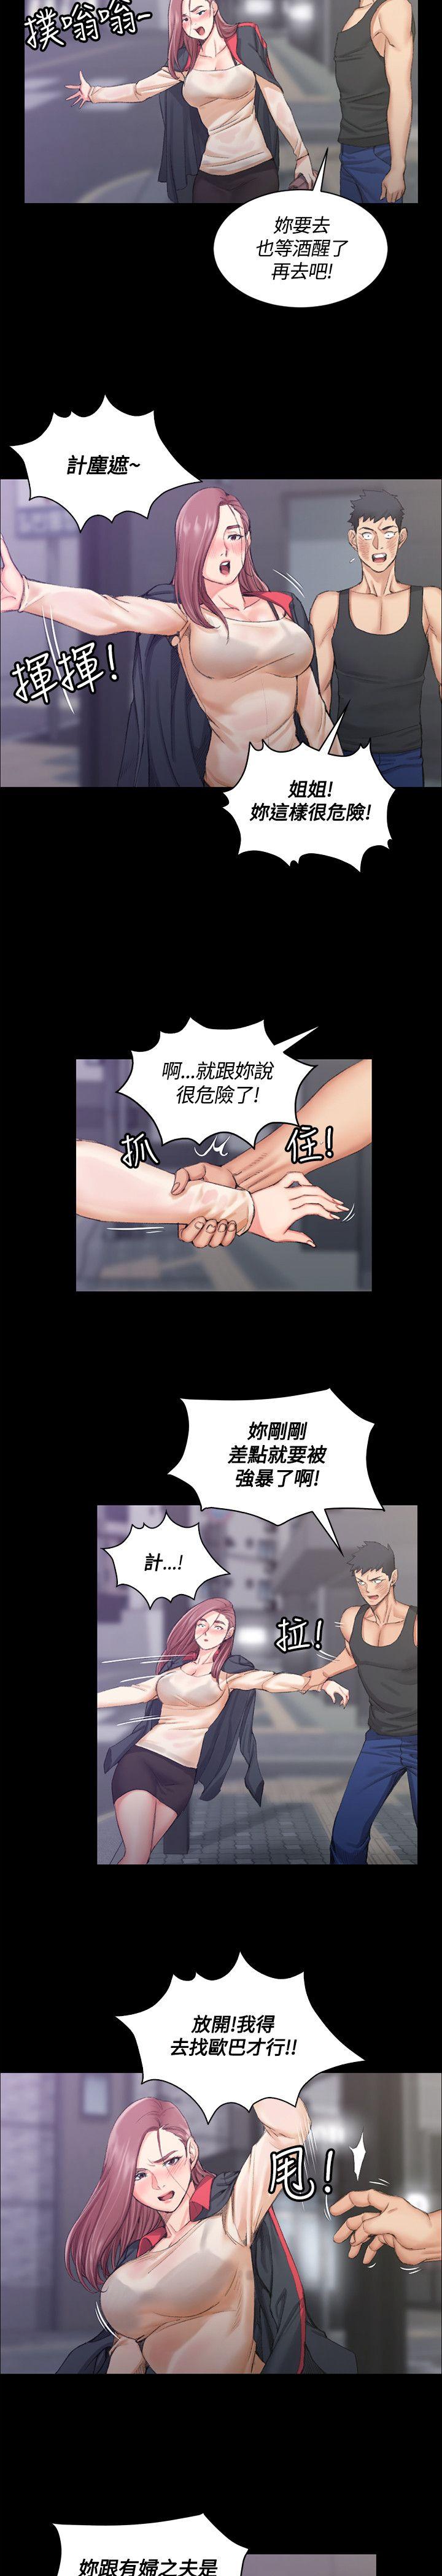 撲嗡嗡~
妳要去
也等酒醒了
再去吧!
計塵遮~
揮揮!
姐姐!
妳這樣很危險!
啊...就跟妳說
很危險了!
抓住!
妳剛剛
差點就要被
強暴了啊!
計...!
拉!
放開!我得
去找歐巴才行!!
甩!
妳跟有婦之夫是